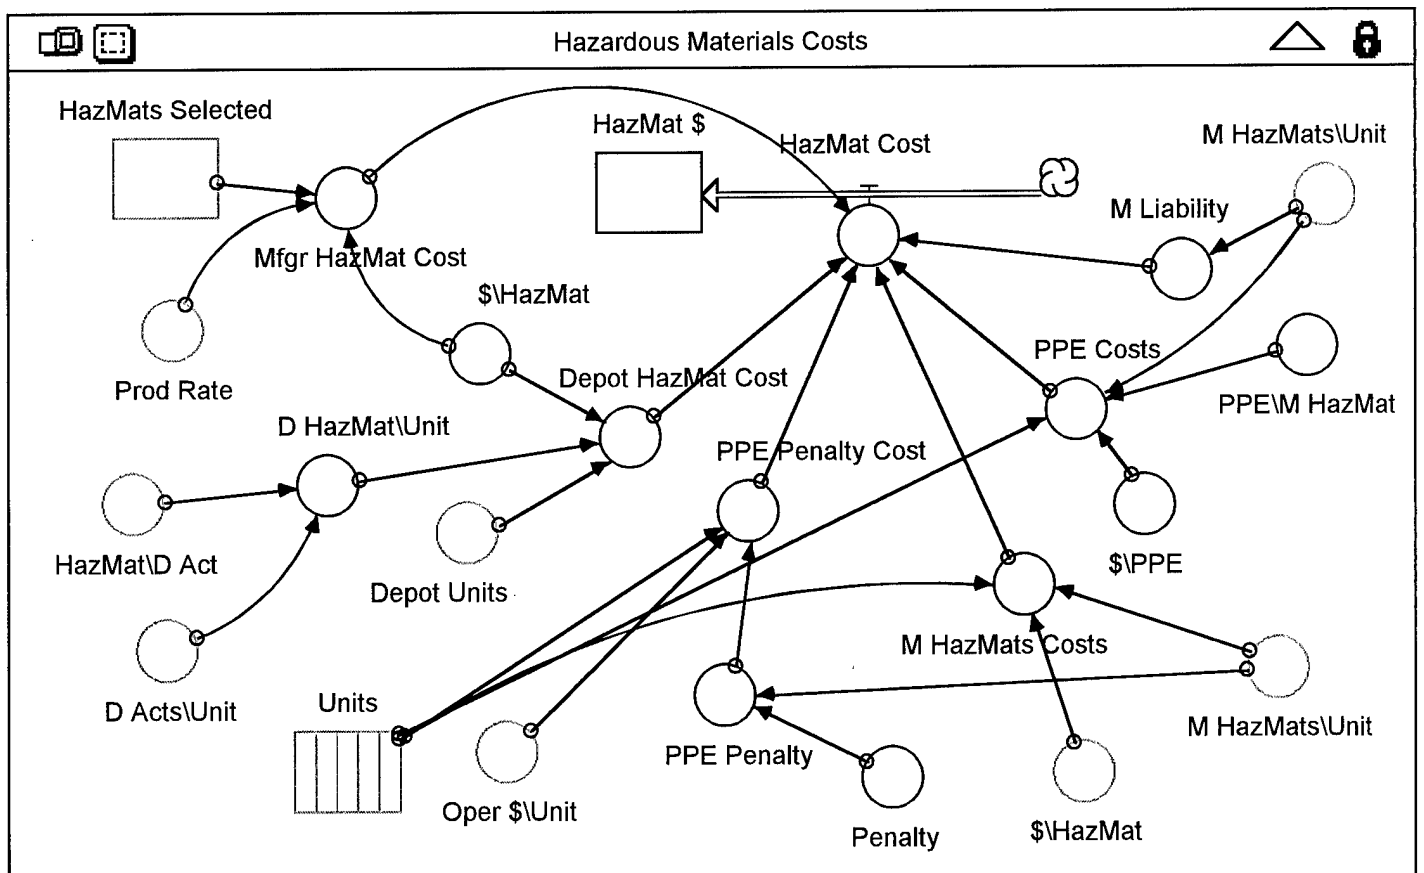 Hazardous Materials Costs
HazMats Selected
HazMat $
HazMat Cost
M HazMats\Unit
M Liability
Mfgr HazMat Cost
$\HazMat
PPE Costs
Prod Rate
Depot HazMat Cost
PPE\M HazMat
D HazMat\Unit
PPE Penalty Cost
HazMat\D Act
$\PPE
Depot Units
M HazMats Costs
D Acts\Unit
Units
M HazMats\Unit
PPE Penalty
Oper $\Unit
Penalty
$\HazMat